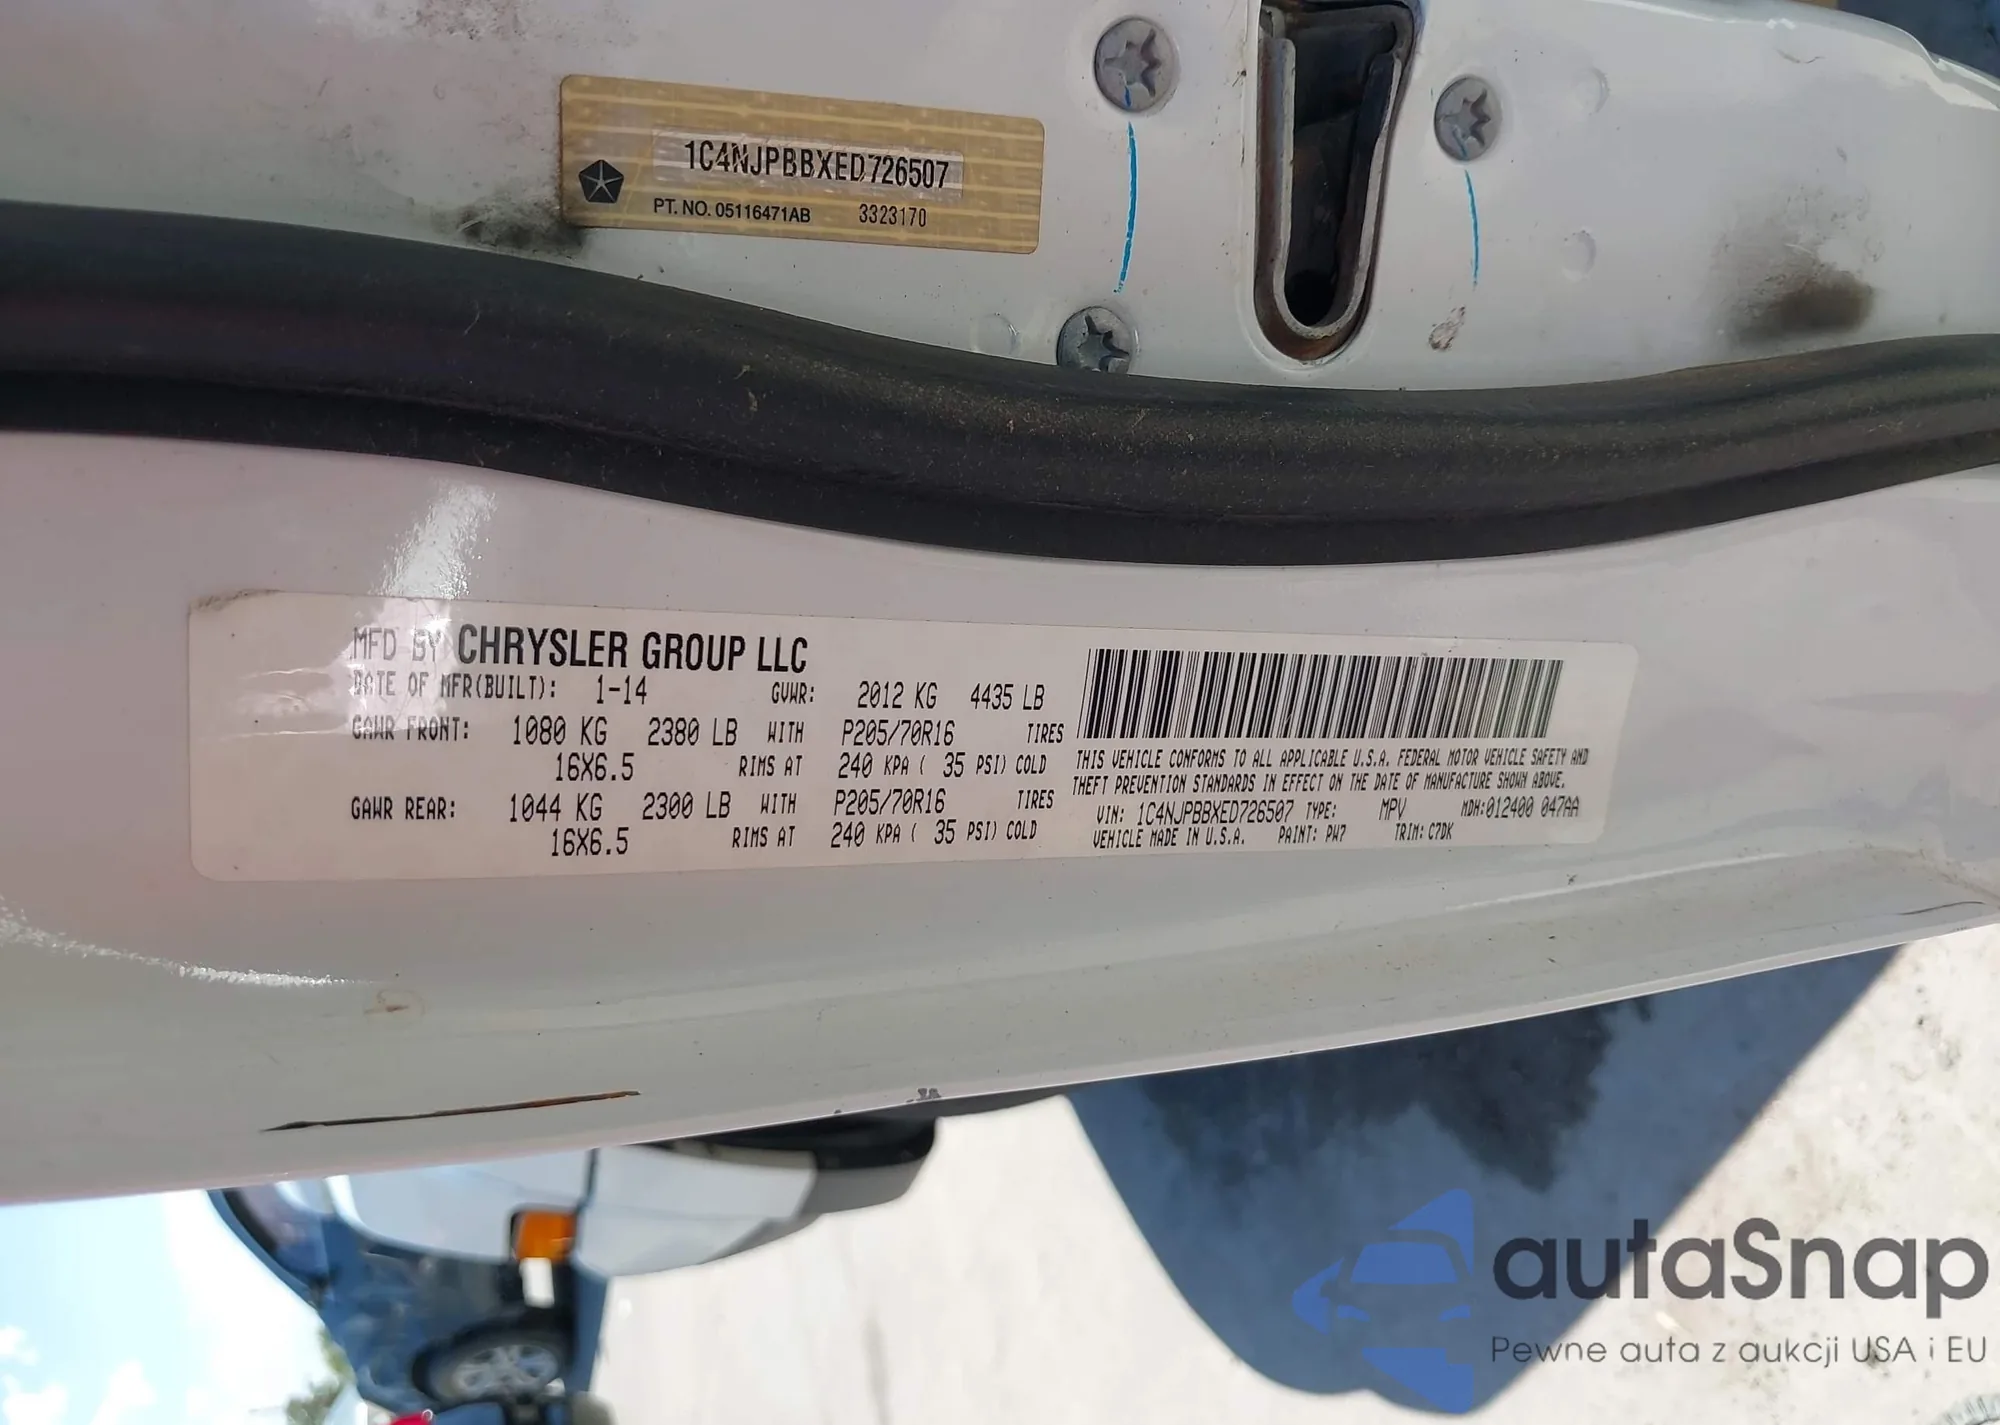 1C4NJPBBXED726507
PT. NO. 05116471AB 3323170
MFD BY CHRYSLER GROUP LLC
DATE OF MFR(BUILT): 1-14 GVWR: 2012 KG 4435 LB
GAWR FRONT: 1080 KG 2380 LB WITH P205/70R16 TIRES
16X6.5 RIMS AT 240 KPA ( 35 PSI) COLD
GAWR REAR: 1044 KG 2300 LB WITH P205/70R16 TIRES
16X6.5 RIMS AT 240 KPA ( 35 PSI) COLD
THIS VEHICLE CONFORMS TO ALL APPLICABLE U.S.A. FEDERAL MOTOR VEHICLE SAFETY AND
THEFT PREVENTION STANDARDS IN EFFECT ON THE DATE OF MANUFACTURE SHOWN ABOVE.
VIN: 1C4NJPBBXED726507 TYPE: MPV MDH:012400 047AA
VEHICLE MADE IN U.S.A. PAINT: PW7 TRIM: C7DK
autaSnap
Pewne auta z aukcji USA i EU